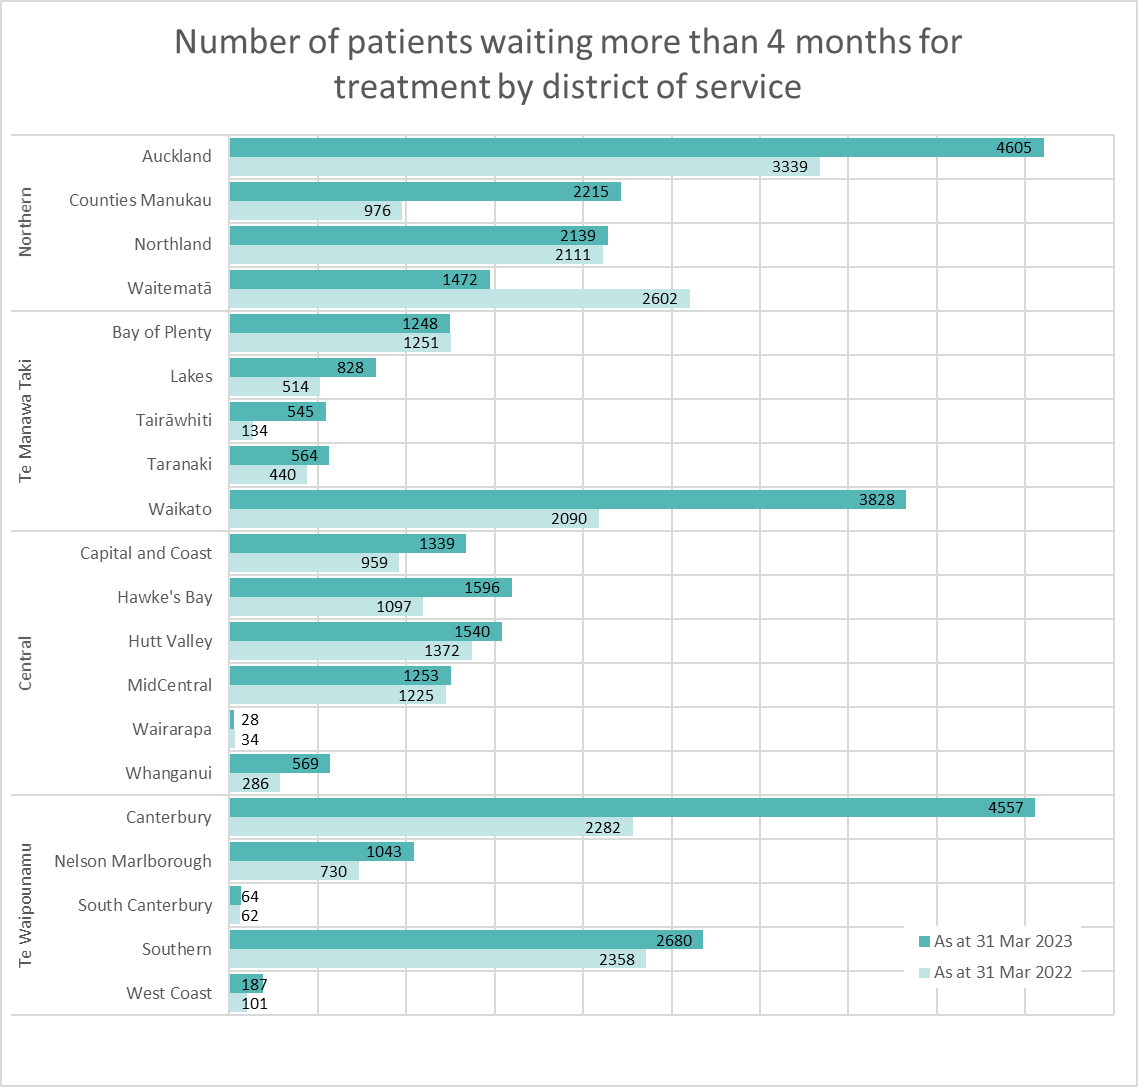 Number of patients waiting more than 4 months for
treatment by district of service
Northern
Auckland
4605
3339
Counties Manukau
2215
976
Northland
2139
2111
Waitematā
1472
2602
Te Manawa Taki
Bay of Plenty
1248
1251
Lakes
828
514
Tairāwhiti
545
134
Taranaki
564
440
Waikato
3828
2090
Central
Capital and Coast
1339
959
Hawke's Bay
1596
1097
Hutt Valley
1540
1372
MidCentral
1253
1225
Wairarapa
28
34
Whanganui
569
286
Te Waipounamu
Canterbury
4557
2282
Nelson Marlborough
1043
730
South Canterbury
64
62
Southern
2680
2358
West Coast
187
101
As at 31 Mar 2023
As at 31 Mar 2022